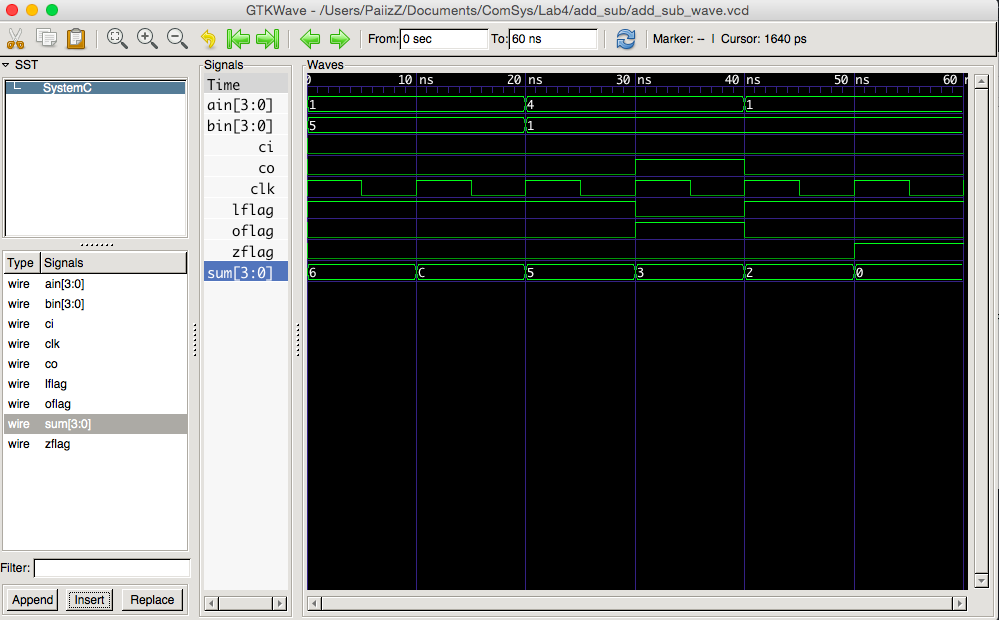 GTKWave - /Users/PaiizZ/Documents/ComSys/Lab4/add_sub/add_sub_wave.vcd
From: 0 sec To: 60 ns Marker: -- | Cursor: 1640 ps
SST
SystemC
Type Signals
wire ain[3:0]
wire bin[3:0]
wire ci
wire clk
wire co
wire lflag
wire oflag
wire sum[3:0]
wire zflag
Filter:
Append Insert Replace
Signals
Time
ain[3:0]
bin[3:0]
ci
co
clk
lflag
oflag
zflag
sum[3:0]
Waves
0 10 ns 20 ns 30 ns 40 ns 50 ns 60 n
1 4 1
5 1
6 C 5 3 2 0